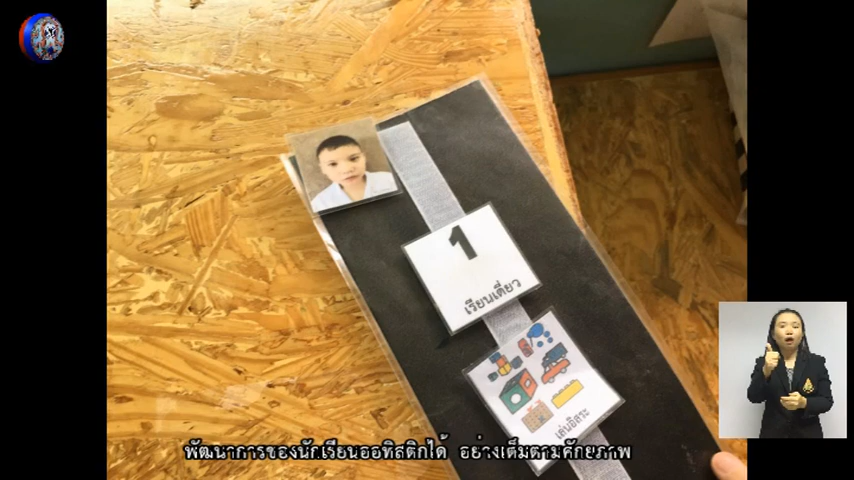 1
เรียนเดี่ยว
เล่นอิสระ
พัฒนาการของนักเรียนออทิสติกได้ อย่างเต็มตามศักยภาพ